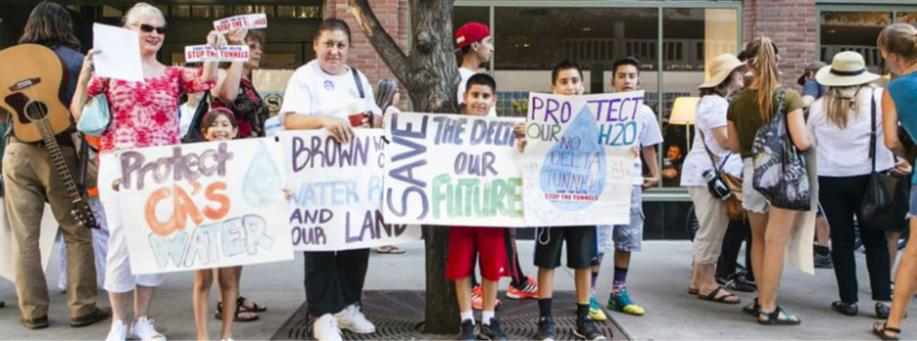 STOP THE TUNNELS
STOP THE TUNNELS
PROTECT
CA'S
WATER
BROWN
WATER
AND
OUR LAND
SAVE
THE DELTA
OUR
FUTURE
PROTECT
OUR H2O
NO
DELTA
TUNNELS
STOP THE TUNNELS